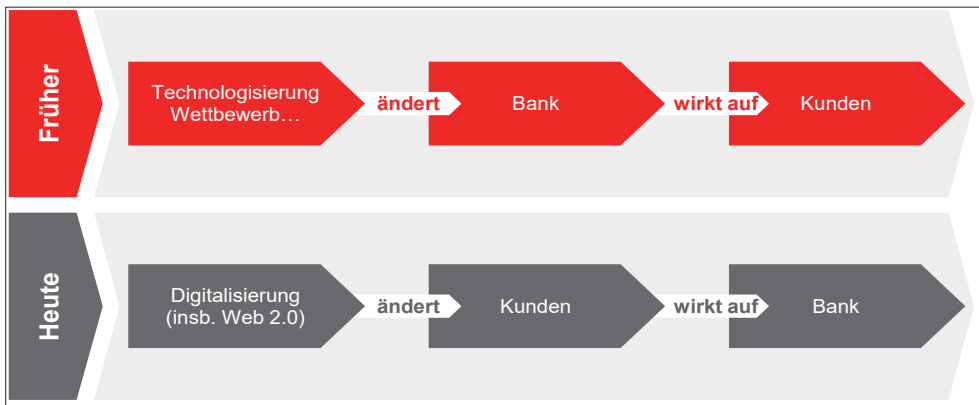 Früher
Technologisierung
Wettbewerb…
ändert
Bank
wirkt auf
Kunden
Heute
Digitalisierung
(insb. Web 2.0)
ändert
Kunden
wirkt auf
Bank